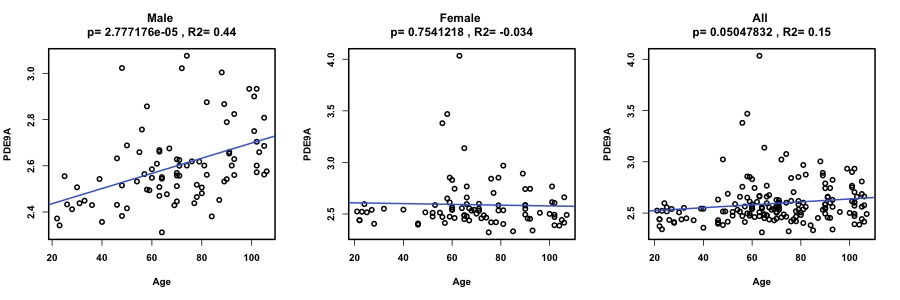 Male
p= 2.777176e-05 , R2= 0.44
PDE9A
3.0
2.8
2.6
2.4
20 40 60 80 100
Age
Female
p= 0.7541218 , R2= -0.034
PDE9A
4.0
3.5
3.0
2.5
20 40 60 80 100
Age
All
p= 0.05047832 , R2= 0.15
PDE9A
4.0
3.5
3.0
2.5
20 40 60 80 100
Age